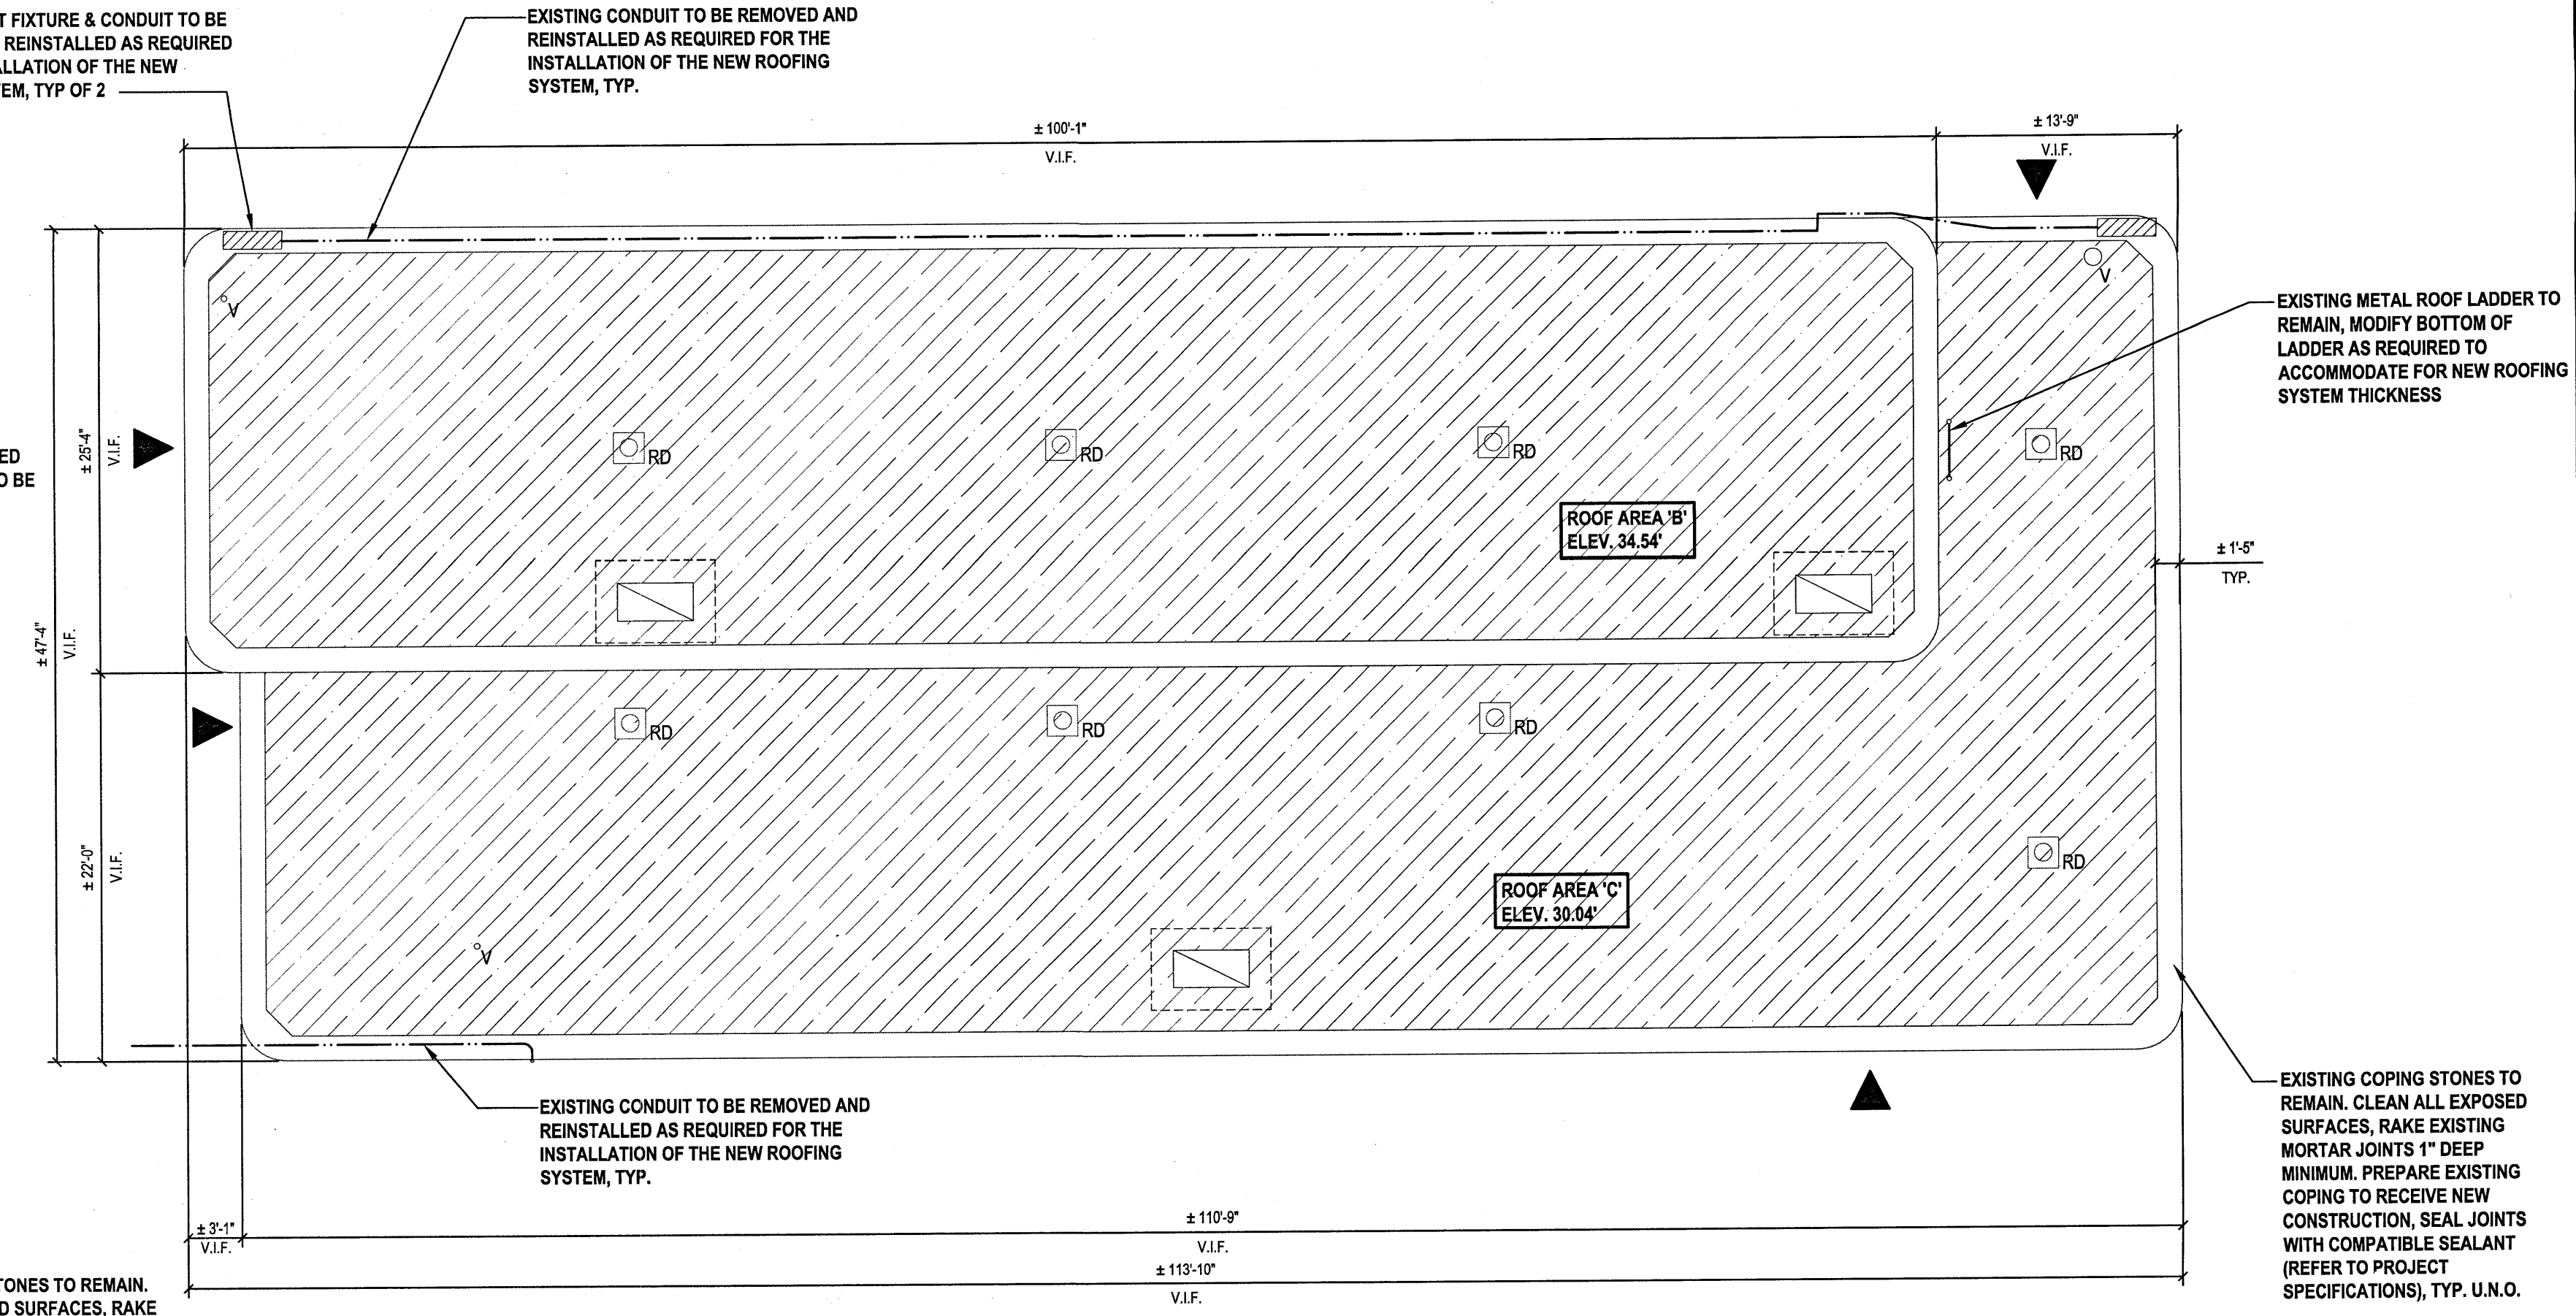 T FIXTURE & CONDUIT TO BE
REINSTALLED AS REQUIRED
ALLATION OF THE NEW
TEM, TYP OF 2
EXISTING CONDUIT TO BE REMOVED AND
REINSTALLED AS REQUIRED FOR THE
INSTALLATION OF THE NEW ROOFING
SYSTEM, TYP.
± 100'-1"
V.I.F.
± 13'-9"
V.I.F.
V
V
EXISTING METAL ROOF LADDER TO
REMAIN, MODIFY BOTTOM OF
LADDER AS REQUIRED TO
ACCOMMODATE FOR NEW ROOFING
SYSTEM THICKNESS
± 25'-4"
V.I.F.
ED
O BE
RD
RD
RD
RD
ROOF AREA 'B'
ELEV. 34.54'
± 1'-5"
TYP.
± 47'-4"
V.I.F.
RD
RD
RD
± 22'-0"
V.I.F.
RD
ROOF AREA 'C'
ELEV. 30.04'
V
EXISTING CONDUIT TO BE REMOVED AND
REINSTALLED AS REQUIRED FOR THE
INSTALLATION OF THE NEW ROOFING
SYSTEM, TYP.
EXISTING COPING STONES TO
REMAIN. CLEAN ALL EXPOSED
SURFACES, RAKE EXISTING
MORTAR JOINTS 1" DEEP
MINIMUM. PREPARE EXISTING
COPING TO RECEIVE NEW
CONSTRUCTION, SEAL JOINTS
WITH COMPATIBLE SEALANT
(REFER TO PROJECT
SPECIFICATIONS), TYP. U.N.O.
± 3'-1"
V.I.F.
± 110'-9"
V.I.F.
± 113'-10"
V.I.F.
TONES TO REMAIN.
D SURFACES, RAKE